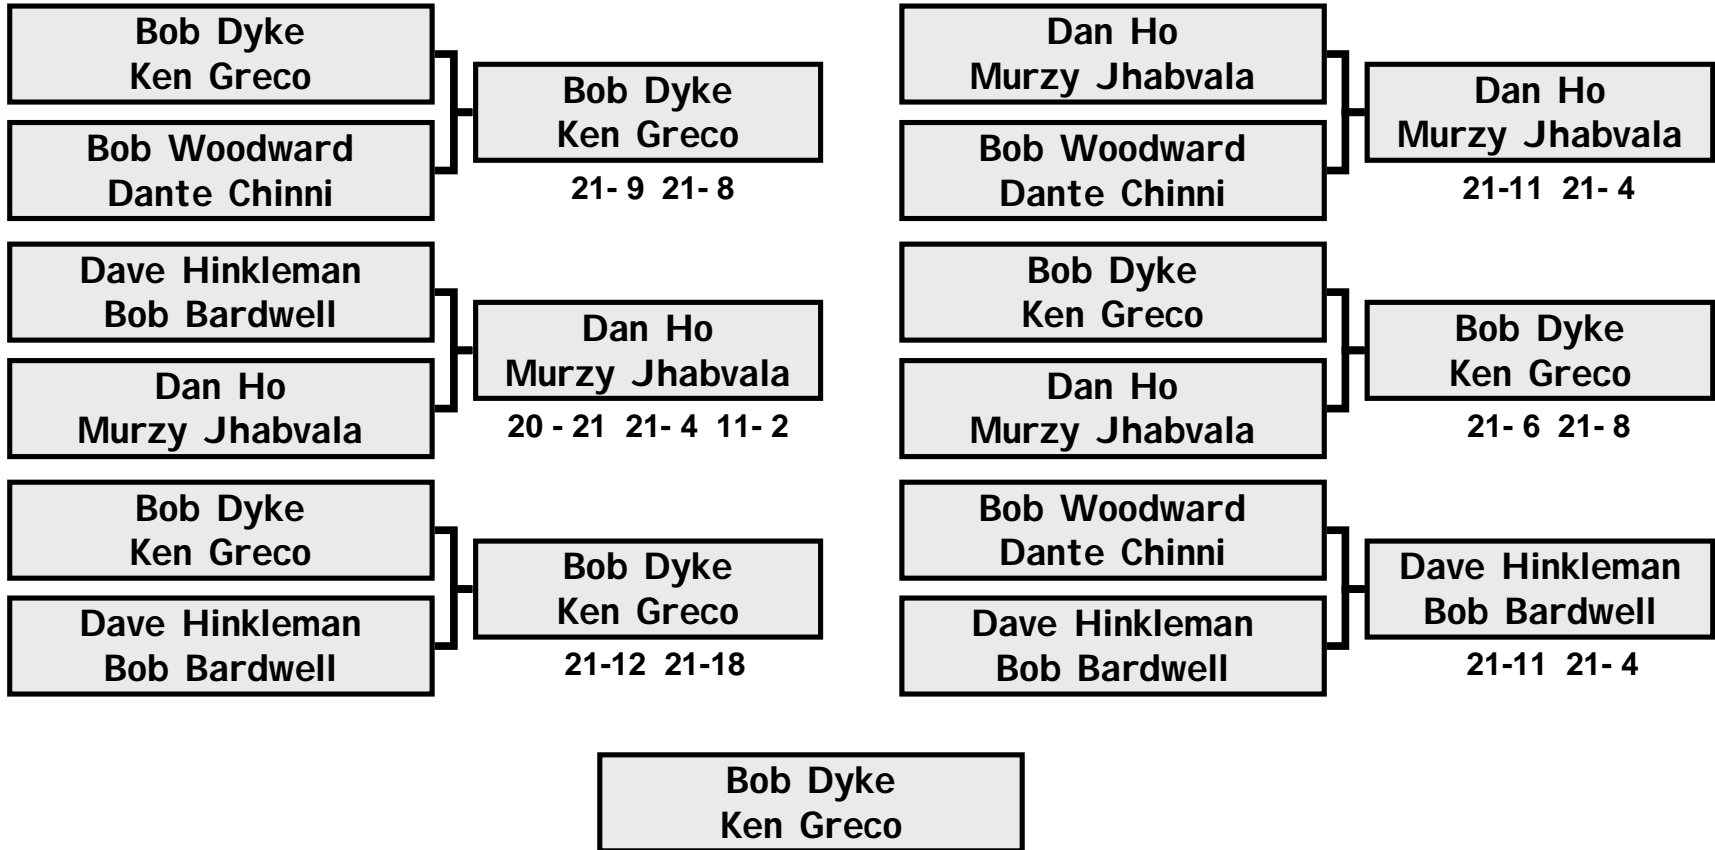 Bob Dyke
Ken Greco
Bob Woodward
Dante Chinni
Bob Dyke
Ken Greco
21- 9 21- 8
Dave Hinkleman
Bob Bardwell
Dan Ho
Murzy Jhabvala
Dan Ho
Murzy Jhabvala
20 - 21 21- 4 11- 2
Bob Dyke
Ken Greco
Dave Hinkleman
Bob Bardwell
Bob Dyke
Ken Greco
21-12 21-18
Dan Ho
Murzy Jhabvala
Bob Woodward
Dante Chinni
Dan Ho
Murzy Jhabvala
21-11 21- 4
Bob Dyke
Ken Greco
Dan Ho
Murzy Jhabvala
Bob Dyke
Ken Greco
21- 6 21- 8
Bob Woodward
Dante Chinni
Dave Hinkleman
Bob Bardwell
Dave Hinkleman
Bob Bardwell
21-11 21- 4
Bob Dyke
Ken Greco